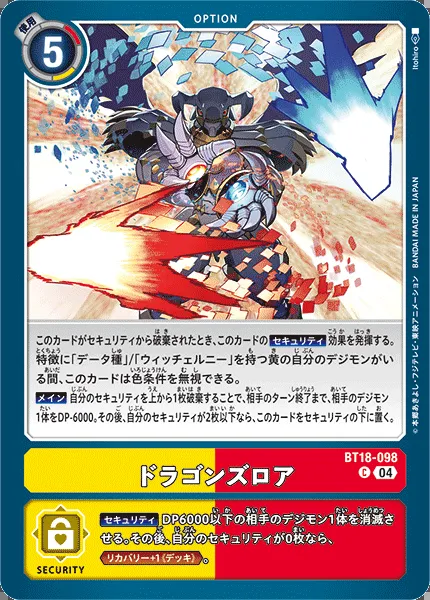 OPTION
使用
5
Itohiro
©本郷あきよし・フジテレビ・東映アニメーション BANDAI MADE IN JAPAN
このカードがセキュリティから破棄されたとき、このカードの セキュリティ 効果を発揮する。
特徴に「データ種」/「ウィッチェルニー」を持つ黄の自分のデジモンがい
る間、このカードは色条件を無視できる。
メイン 自分のセキュリティを上から1枚破棄することで、相手のターン終了まで、相手のデジモン
1体をDP-6000。その後、自分のセキュリティが2枚以下なら、このカードをセキュリティの下に置く。
BT18-098
ドラゴンズロア
C 04
セキュリティ DP6000以下の相手のデジモン1体を消滅さ
せる。その後、自分のセキュリティが0枚なら、
リカバリー+1《デッキ》。
SECURITY